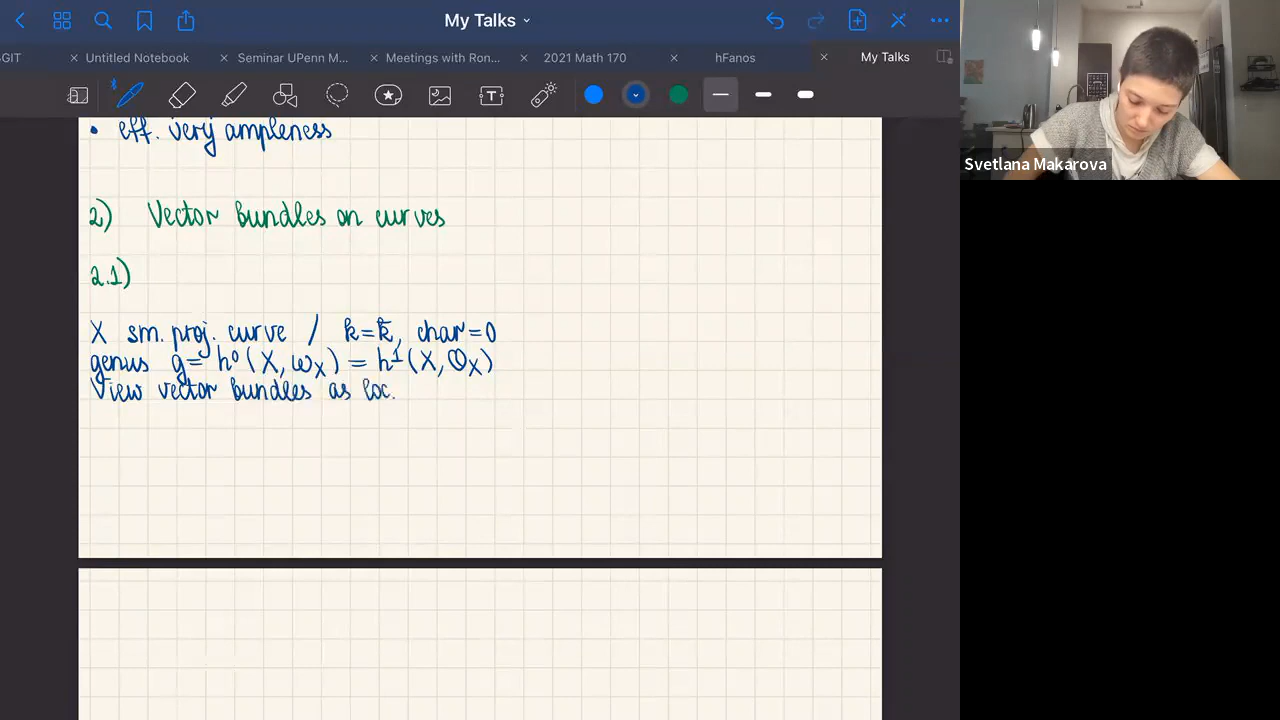 My Talks
GIT
Untitled Notebook
Seminar UPenn M...
Meetings with Ron...
2021 Math 170
hFanos
My Talks
Svetlana Makarova
• eff. very ampleness
2) Vector bundles on curves
2.1)
X sm. proj. curve / k=k̄, char=0
genus g= h⁰(X, ω_X) = h¹(X, O_X)
View vector bundles as loc.